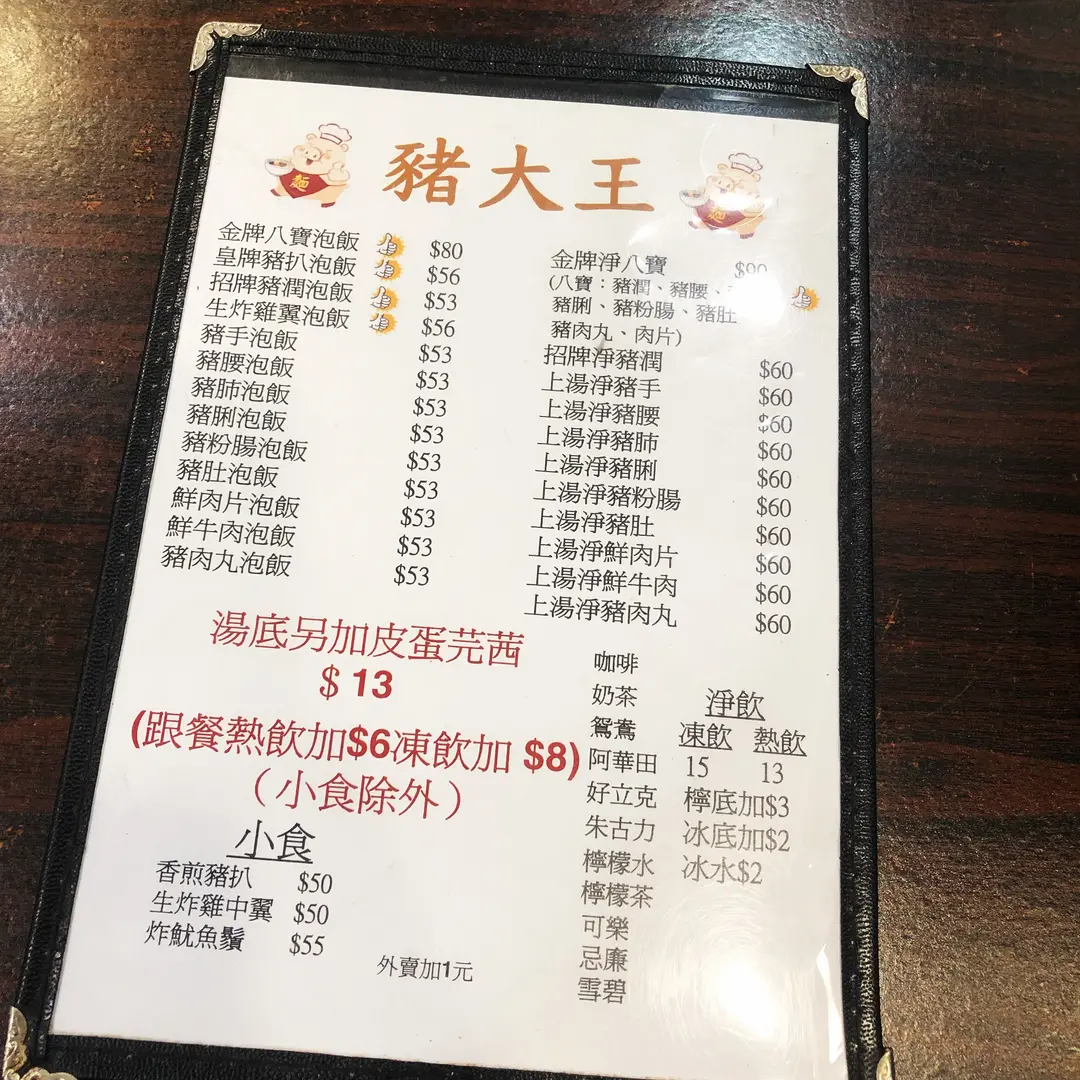 豬大王
金牌八寶泡飯 $80
皇牌豬扒泡飯 $56
招牌豬潤泡飯 $53
生炸雞翼泡飯 $56
豬手泡飯 $53
豬腰泡飯 $53
豬肺泡飯 $53
豬脷泡飯 $53
豬粉腸泡飯 $53
豬肚泡飯 $53
鮮肉片泡飯 $53
鮮牛肉泡飯 $53
豬肉丸泡飯 $53
金牌淨八寶
(八寶：豬潤、豬腰、
豬脷、豬粉腸、豬肚
豬肉丸、肉片)
招牌淨豬潤 $60
上湯淨豬手 $60
上湯淨豬腰 $60
上湯淨豬肺 $60
上湯淨豬脷 $60
上湯淨豬粉腸 $60
上湯淨豬肚 $60
上湯淨鮮肉片 $60
上湯淨鮮牛肉 $60
上湯淨豬肉丸 $60
湯底另加皮蛋芫茜
$ 13
(跟餐熱飲加$6凍飲加 $8)
（小食除外）
小食
香煎豬扒 $50
生炸雞中翼 $50
炸魷魚鬚 $55
外賣加1元
咖啡
奶茶
鴛鴦
阿華田
好立克
朱古力
檸檬水
檸檬茶
可樂
忌廉
雪碧
淨飲
凍飲 熱飲
15 13
檸底加$3
冰底加$2
冰水$2
麵